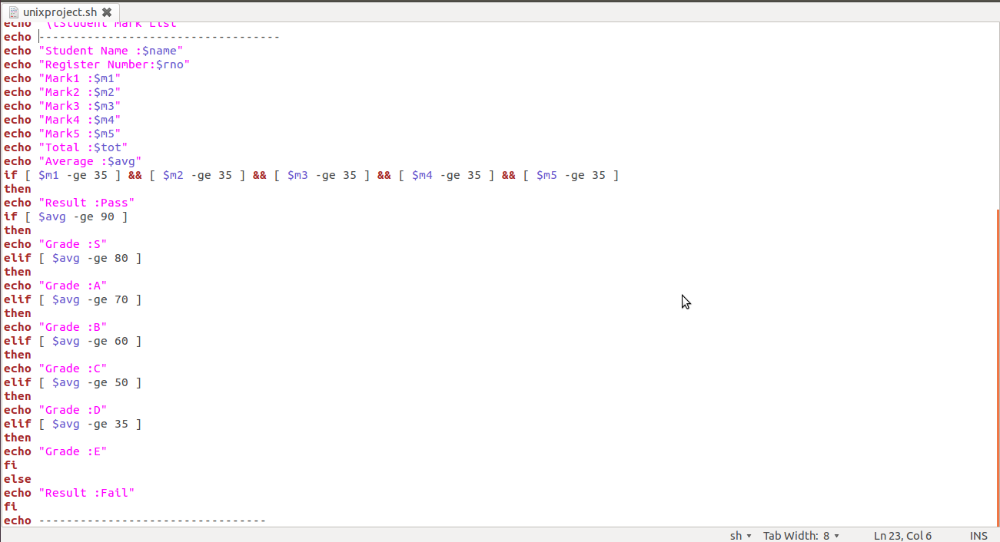 unixproject.sh
echo "\tStudent Mark List"
echo -----------------------------------
echo "Student Name :$name"
echo "Register Number:$rno"
echo "Mark1 :$m1"
echo "Mark2 :$m2"
echo "Mark3 :$m3"
echo "Mark4 :$m4"
echo "Mark5 :$m5"
echo "Total :$tot"
echo "Average :$avg"
if [ $m1 -ge 35 ] && [ $m2 -ge 35 ] && [ $m3 -ge 35 ] && [ $m4 -ge 35 ] && [ $m5 -ge 35 ]
then
echo "Result :Pass"
if [ $avg -ge 90 ]
then
echo "Grade :S"
elif [ $avg -ge 80 ]
then
echo "Grade :A"
elif [ $avg -ge 70 ]
then
echo "Grade :B"
elif [ $avg -ge 60 ]
then
echo "Grade :C"
elif [ $avg -ge 50 ]
then
echo "Grade :D"
elif [ $avg -ge 35 ]
then
echo "Grade :E"
fi
else
echo "Result :Fail"
fi
echo ---------------------------------
sh Tab Width: 8 Ln 23, Col 6 INS